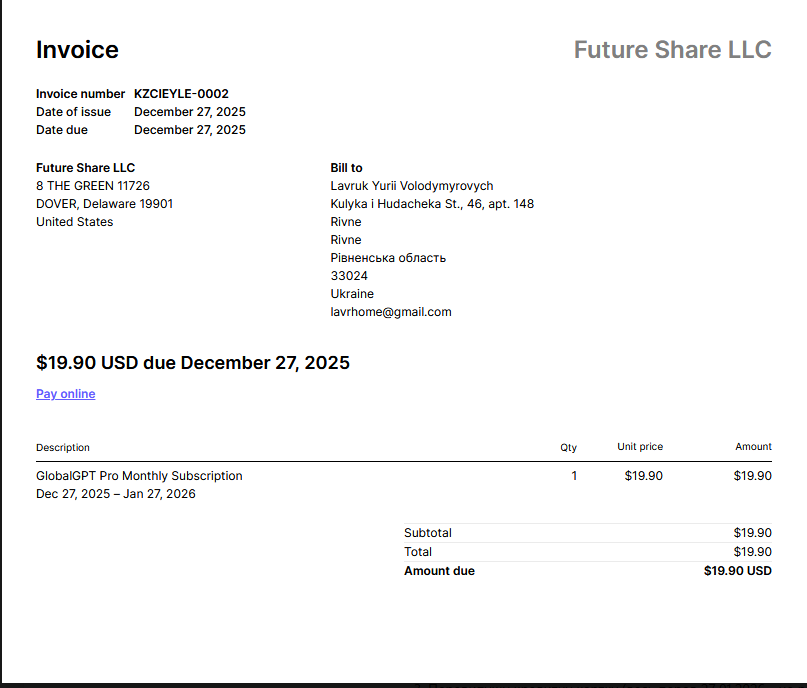 Invoice
Future Share LLC
Invoice number KZCIEYLE-0002
Date of issue December 27, 2025
Date due December 27, 2025
Future Share LLC
8 THE GREEN 11726
DOVER, Delaware 19901
United States
Bill to
Lavruk Yurii Volodymyrovych
Kulyka i Hudacheka St., 46, apt. 148
Rivne
Rivne
Рівненська область
33024
Ukraine
lavrhome@gmail.com
$19.90 USD due December 27, 2025
Pay online
Description Qty Unit price Amount
GlobalGPT Pro Monthly Subscription 1 $19.90 $19.90
Dec 27, 2025 – Jan 27, 2026
Subtotal $19.90
Total $19.90
Amount due $19.90 USD